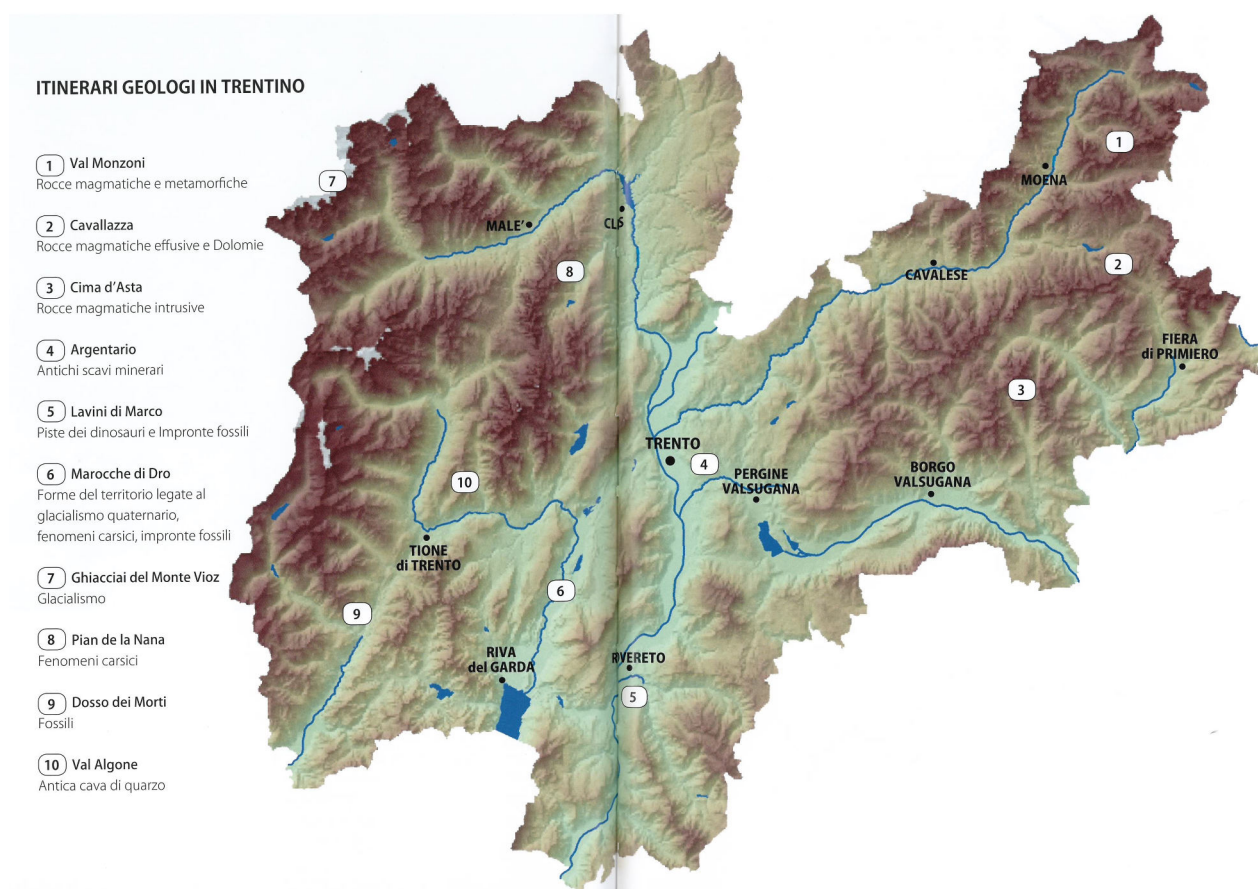 ITINERARI GEOLOGI IN TRENTINO
1 Val Monzoni
Rocce magmatiche e metamorfiche
2 Cavallazza
Rocce magmatiche effusive e Dolomie
3 Cima d'Asta
Rocce magmatiche intrusive
4 Argentario
Antichi scavi minerari
5 Lavini di Marco
Piste dei dinosauri e Impronte fossili
6 Marocche di Dro
Forme del territorio legate al
glacialismo quaternario,
fenomeni carsici, impronte fossili
7 Ghiacciai del Monte Vioz
Glacialismo
8 Pian de la Nana
Fenomeni carsici
9 Dosso dei Morti
Fossili
10 Val Algone
Antica cava di quarzo
1
MOENA
7
MALE'
8
CAVALESE
2
FIERA
di PRIMIERO
3
TRENTO
4
PERGINE
VALSUGANA
BORGO
VALSUGANA
10
TIONE
di TRENTO
6
9
RIVA
del GARDA
5